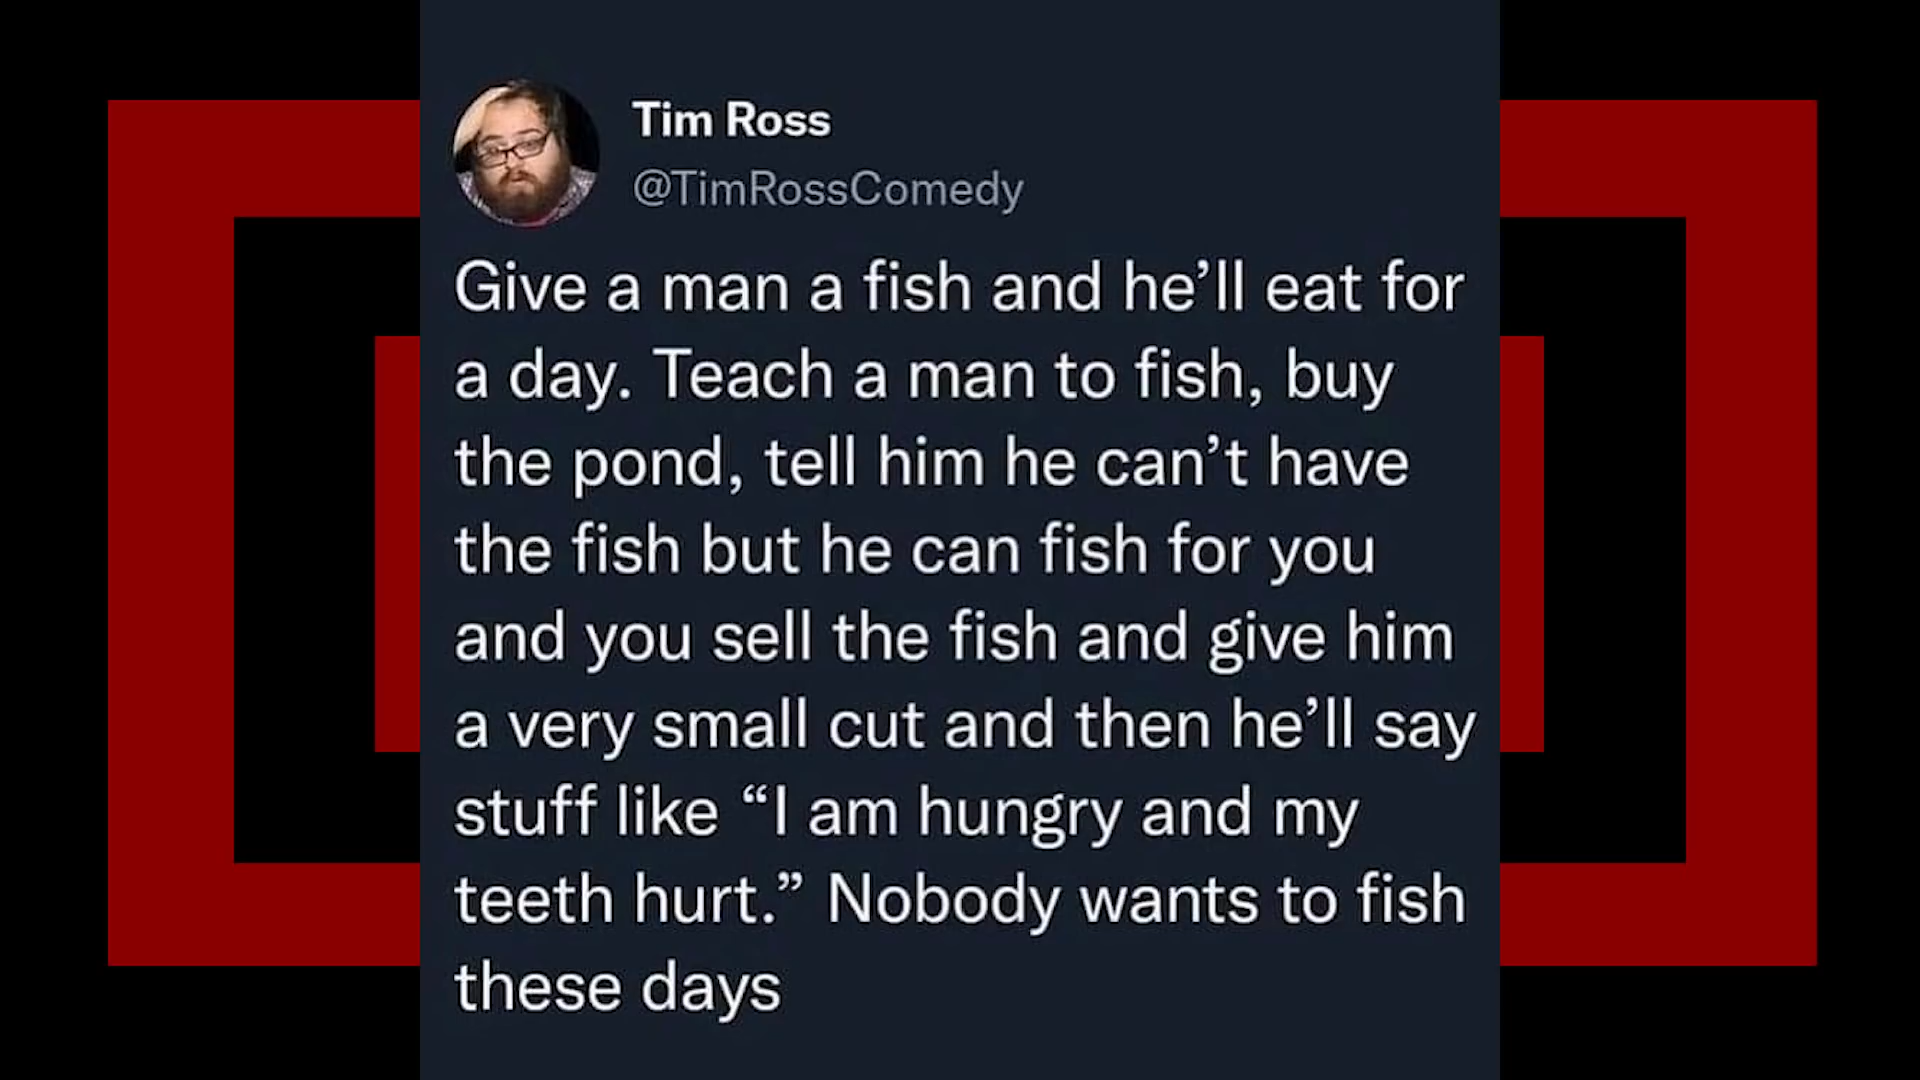 Tim Ross
@TimRossComedy
Give a man a fish and he’ll eat for
a day. Teach a man to fish, buy
the pond, tell him he can’t have
the fish but he can fish for you
and you sell the fish and give him
a very small cut and then he’ll say
stuff like “I am hungry and my
teeth hurt.” Nobody wants to fish
these days